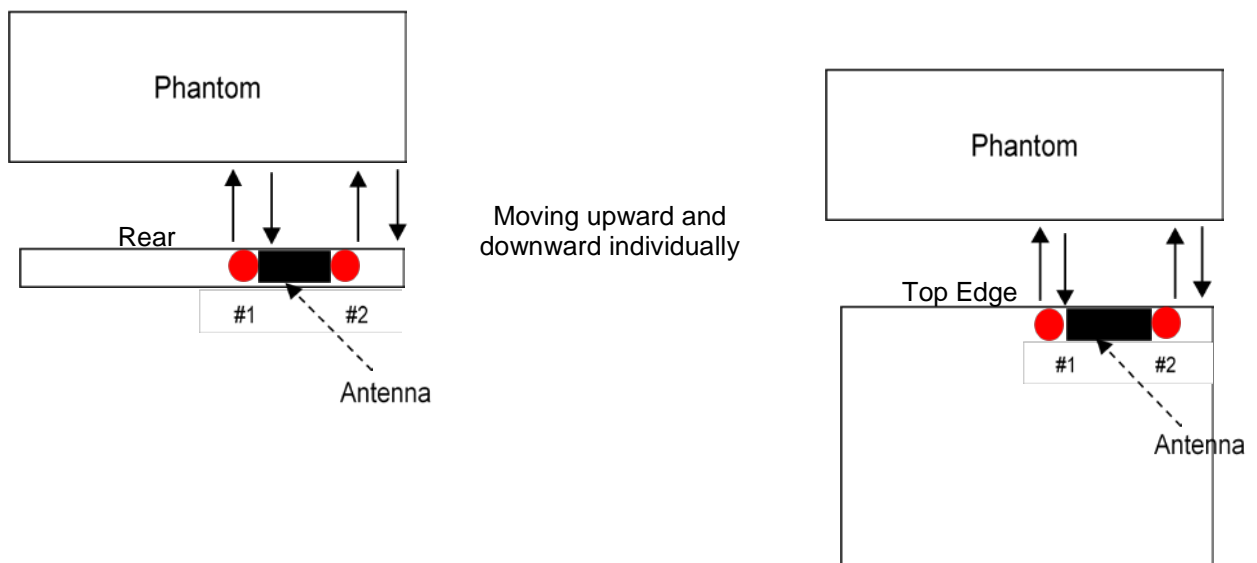 Phantom
Rear
#1
#2
Antenna
Moving upward and
downward individually
Phantom
Top Edge
#1
#2
Antenna